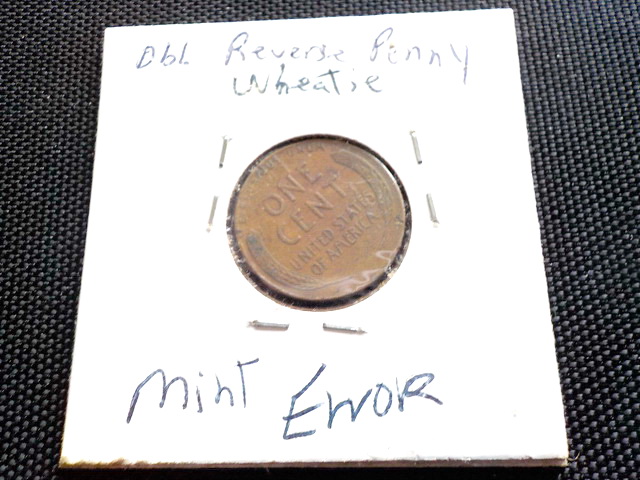 Dbl Reverse Penny
Wheatie
ONE
CENT
UNITED STATES
OF AMERICA
Mint Error